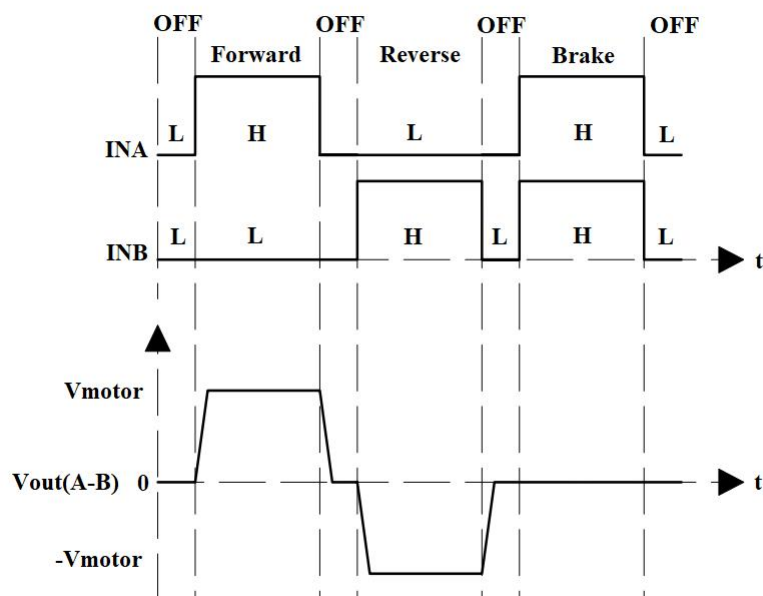 OFF OFF OFF OFF
Forward Reverse Brake
INA L H L H L
INB L L H L H L
t
Vmotor
Vout(A-B) 0 t
-Vmotor